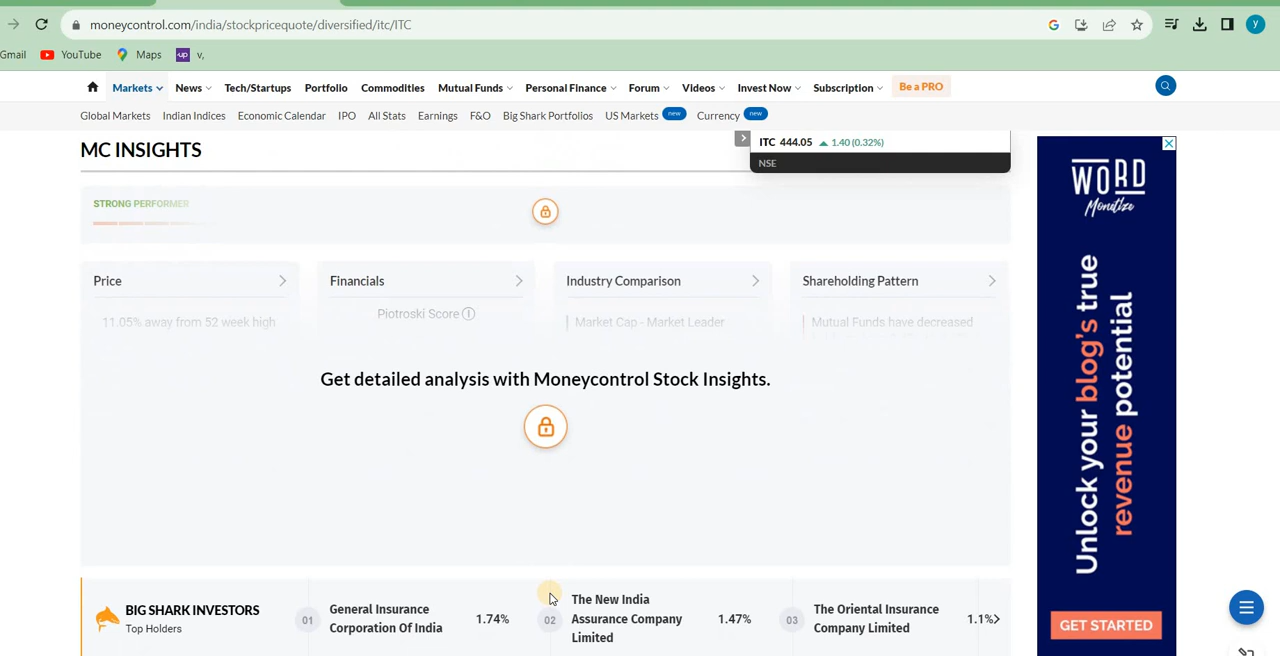 moneycontrol.com/india/stockpricequote/diversified/itc/ITC
G
y
Gmail YouTube Maps up v,
Markets News Tech/Startups Portfolio Commodities Mutual Funds Personal Finance Forum Videos Invest Now Subscription Be a PRO
Global Markets Indian Indices Economic Calendar IPO All Stats Earnings F&O Big Shark Portfolios US Markets new Currency new
MC INSIGHTS
ITC 444.05 1.40 (0.32%)
NSE
STRONG PERFORMER
Price Financials Industry Comparison Shareholding Pattern
11.05% away from 52 week high Piotroski Score Market Cap - Market Leader Mutual Funds have decreased
Get detailed analysis with Moneycontrol Stock Insights.
BIG SHARK INVESTORS
Top Holders
01 General Insurance
Corporation Of India
1.74%
02 The New India
Assurance Company
Limited
1.47%
03 The Oriental Insurance
Company Limited
1.1%
WORD
Monetize
Unlock your blog's true
revenue potential
GET STARTED